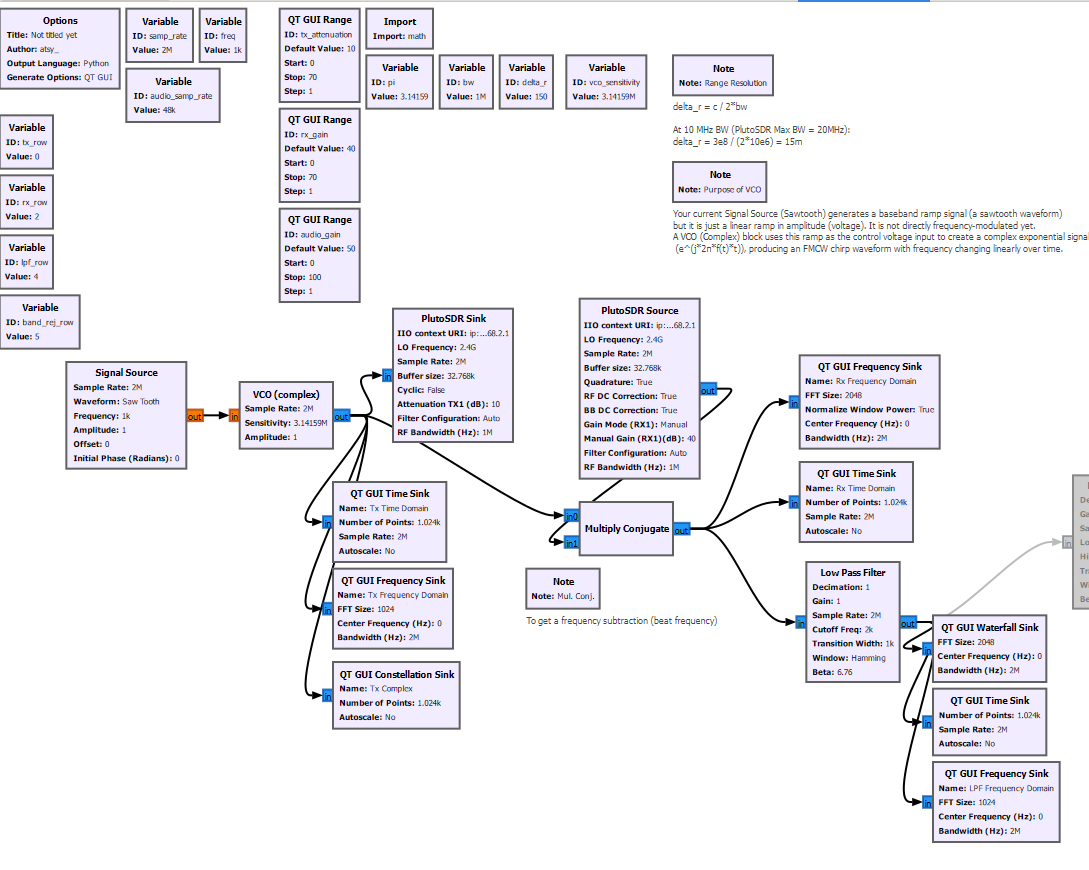 Options
Title: Not titled yet
Author: atsy_
Output Language: Python
Generate Options: QT GUI
Variable
ID: samp_rate
Value: 2M
Variable
ID: freq
Value: 1k
Variable
ID: audio_samp_rate
Value: 48k
Variable
ID: tx_row
Value: 0
Variable
ID: rx_row
Value: 2
Variable
ID: lpf_row
Value: 4
Variable
ID: band_rej_row
Value: 5
QT GUI Range
ID: tx_attenuation
Default Value: 10
Start: 0
Stop: 70
Step: 1
QT GUI Range
ID: rx_gain
Default Value: 40
Start: 0
Stop: 70
Step: 1
QT GUI Range
ID: audio_gain
Default Value: 50
Start: 0
Stop: 100
Step: 1
Import
Import: math
Variable
ID: pi
Value: 3.14159
Variable
ID: bw
Value: 1M
Variable
ID: delta_r
Value: 150
Variable
ID: vco_sensitivity
Value: 3.14159M
Note
Note: Range Resolution
delta_r = c / 2*bw
At 10 MHz BW (PlutoSDR Max BW = 20MHz):
delta_r = 3e8 / (2*10e6) = 15m
Note
Note: Purpose of VCO
Your current Signal Source (Sawtooth) generates a baseband ramp signal (a sawtooth waveform)
but it is just a linear ramp in amplitude (voltage). It is not directly frequency-modulated yet.
A VCO (Complex) block uses this ramp as the control voltage input to create a complex exponential signal
(e^(j*2π*f(t)*t)), producing an FMCW chirp waveform with frequency changing linearly over time.
Signal Source
Sample Rate: 2M
Waveform: Saw Tooth
Frequency: 1k
Amplitude: 1
Offset: 0
Initial Phase (Radians): 0
out
in
VCO (complex)
Sample Rate: 2M
Sensitivity: 3.14159M
Amplitude: 1
out
in
PlutoSDR Sink
IIO context URI: ip:...68.2.1
LO Frequency: 2.4G
Sample Rate: 2M
Buffer size: 32.768k
Cyclic: False
Attenuation TX1 (dB): 10
Filter Configuration: Auto
RF Bandwidth (Hz): 1M
in
QT GUI Time Sink
Name: Tx Time Domain
Number of Points: 1.024k
Sample Rate: 2M
Autoscale: No
in
QT GUI Frequency Sink
Name: Tx Frequency Domain
FFT Size: 1024
Center Frequency (Hz): 0
Bandwidth (Hz): 2M
in
QT GUI Constellation Sink
Name: Tx Complex
Number of Points: 1.024k
Autoscale: No
PlutoSDR Source
IIO context URI: ip:...68.2.1
LO Frequency: 2.4G
Sample Rate: 2M
Buffer size: 32.768k
Quadrature: True
RF DC Correction: True
BB DC Correction: True
Gain Mode (RX1): Manual
Manual Gain (RX1)(dB): 40
Filter Configuration: Auto
RF Bandwidth (Hz): 1M
out
in0
in1
Multiply Conjugate
out
Note
Note: Mul. Conj.
To get a frequency subtraction (beat frequency)
in
QT GUI Frequency Sink
Name: Rx Frequency Domain
FFT Size: 2048
Normalize Window Power: True
Center Frequency (Hz): 0
Bandwidth (Hz): 2M
in
QT GUI Time Sink
Name: Rx Time Domain
Number of Points: 1.024k
Sample Rate: 2M
Autoscale: No
in
Low Pass Filter
Decimation: 1
Gain: 1
Sample Rate: 2M
Cutoff Freq: 2k
Transition Width: 1k
Window: Hamming
Beta: 6.76
out
in
QT GUI Waterfall Sink
FFT Size: 2048
Center Frequency (Hz): 0
Bandwidth (Hz): 2M
in
QT GUI Time Sink
Number of Points: 1.024k
Sample Rate: 2M
Autoscale: No
in
QT GUI Frequency Sink
Name: LPF Frequency Domain
FFT Size: 1024
Center Frequency (Hz): 0
Bandwidth (Hz): 2M
in
De
Ga
Sa
Lo
Hi
Tr
Wi
Be